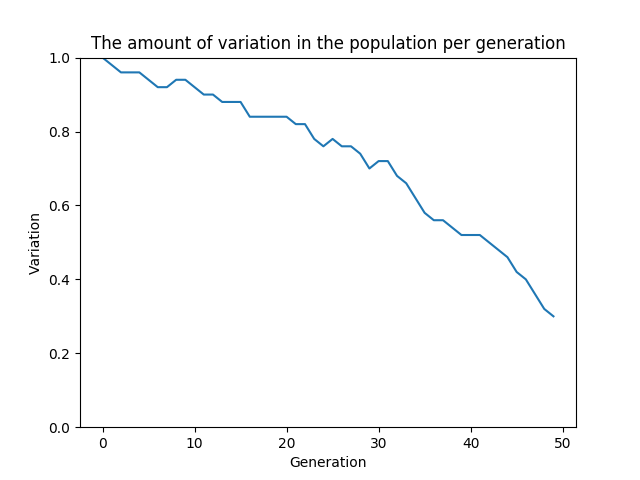 The amount of variation in the population per generation
1.0
0.8
0.6
0.4
0.2
0.0
Variation
0 10 20 30 40 50
Generation